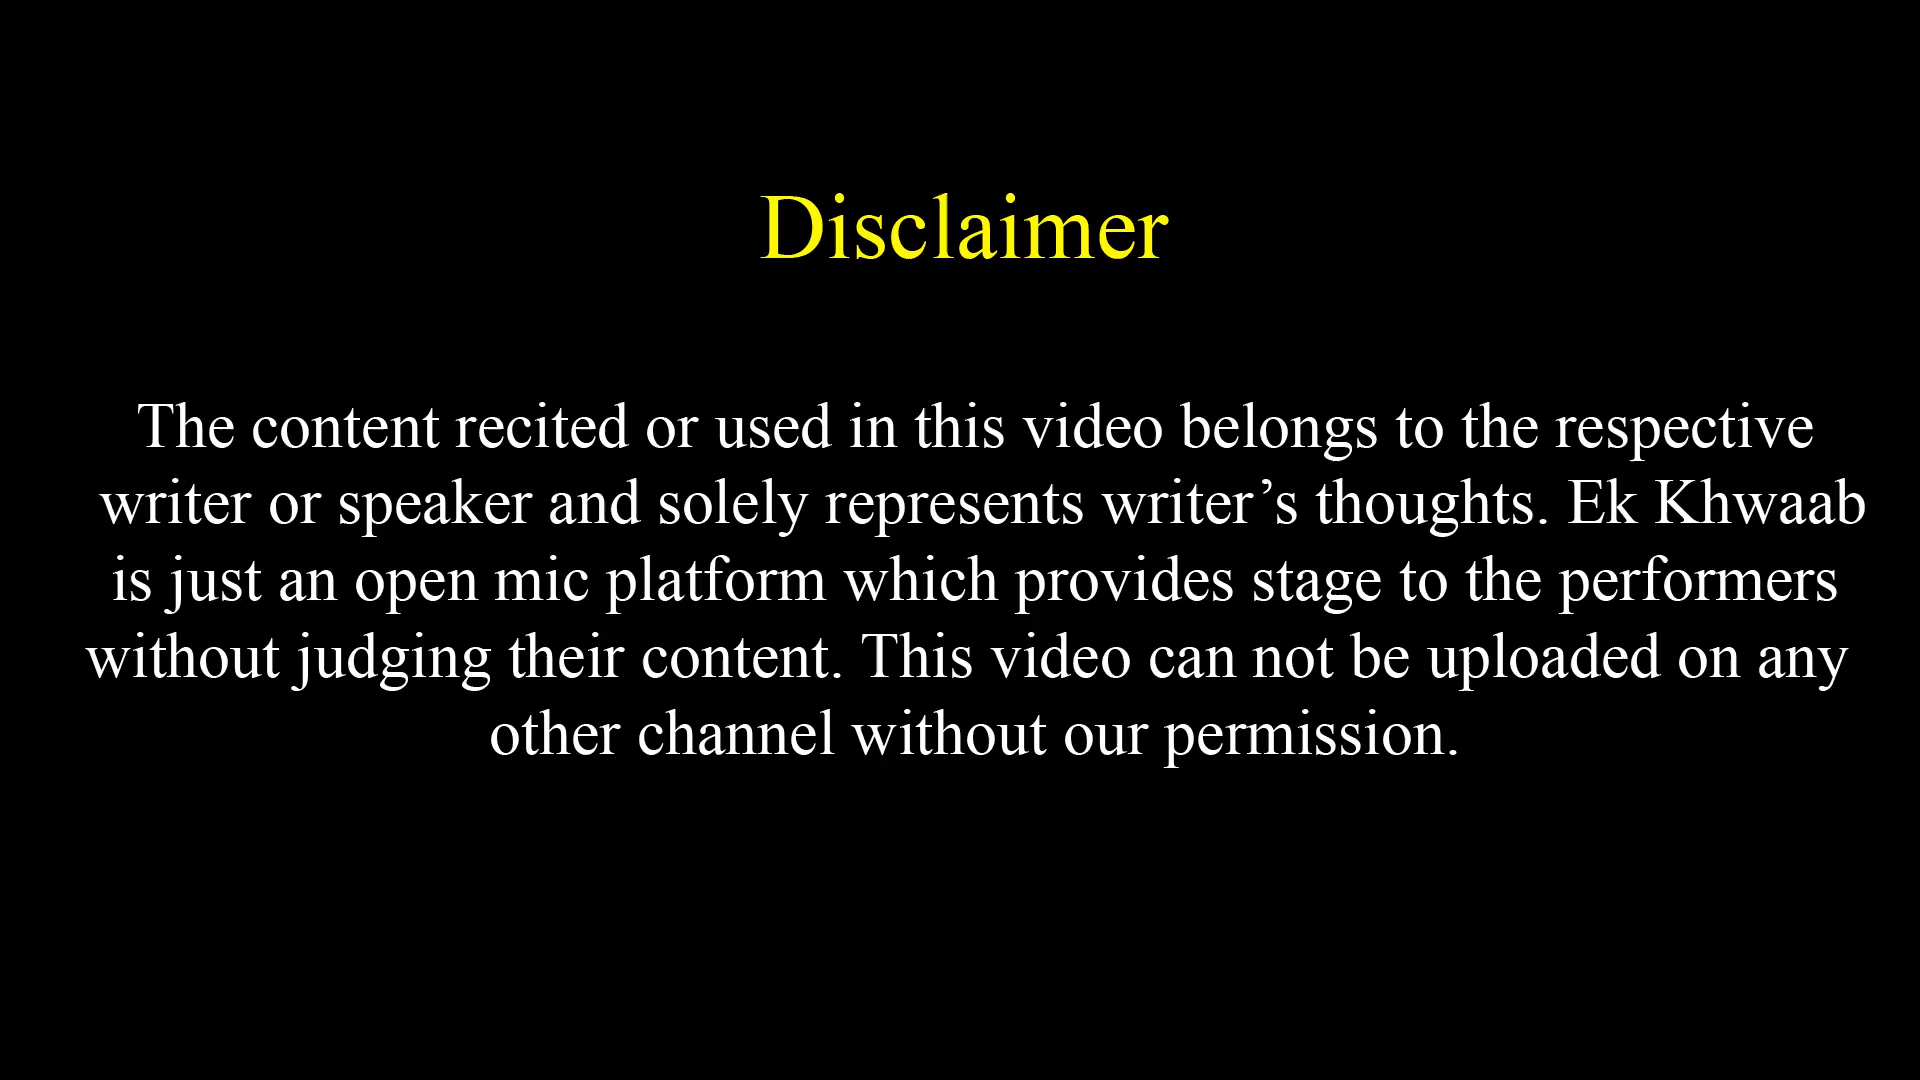 Disclaimer
The content recited or used in this video belongs to the respective
writer or speaker and solely represents writer’s thoughts. Ek Khwaab
is just an open mic platform which provides stage to the performers
without judging their content. This video can not be uploaded on any
other channel without our permission.